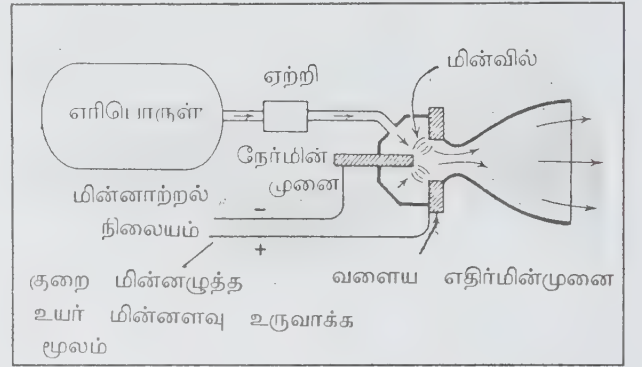 ஏற்றி
மின்வில்
எரிபொருள்
நேர்மின்
முனை
மின்னாற்றல்
நிலையம்
−
+
வளைய எதிர்மின்முனை
குறை மின்னழுத்த
உயர் மின்னளவு உருவாக்க
மூலம்